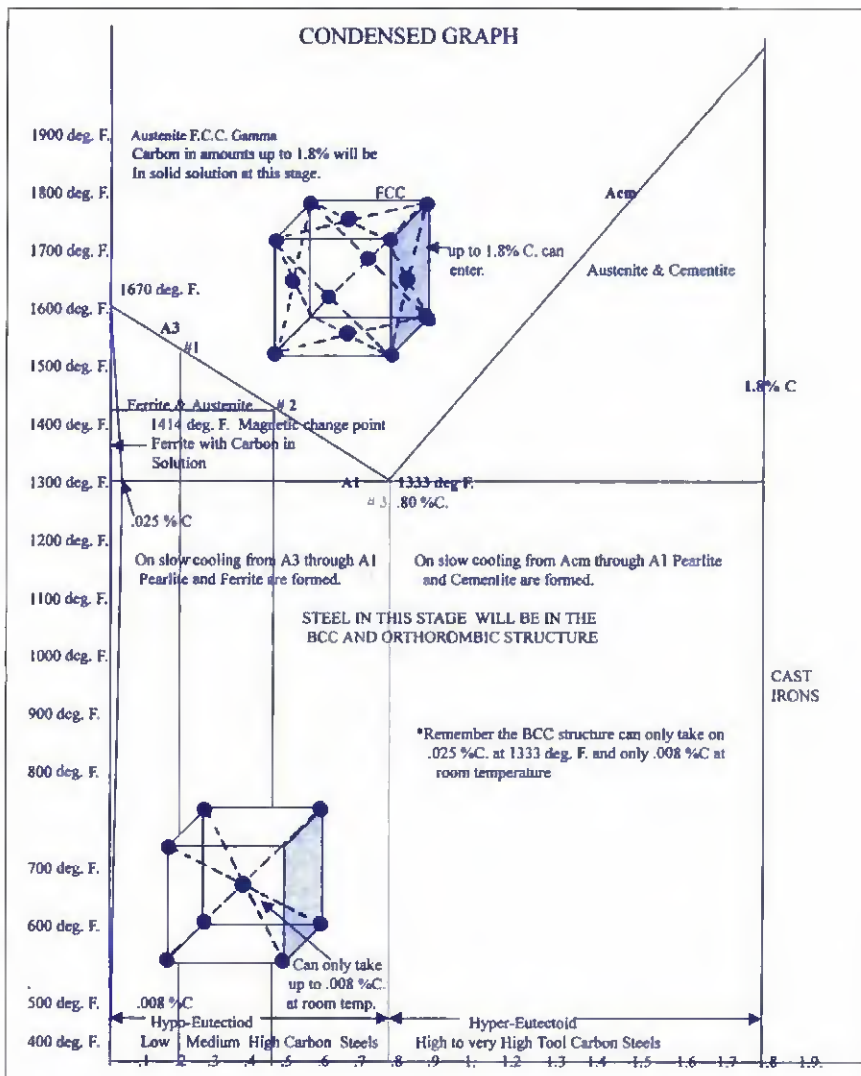 CONDENSED GRAPH
1900 deg. F.
Austenite F.C.C. Gamma
Carbon in amounts up to 1.8% will be
In solid solution at this stage.
1800 deg. F.
FCC
Acm
1700 deg. F.
up to 1.8% C. can
enter.
Austenite & Cementite
1670 deg. F.
1600 deg. F.
A3
#1
1500 deg. F.
1.8% C
Ferrite & Austenite
# 2
1400 deg. F.
1414 deg. F. Magnetic change point
Ferrite with Carbon in
Solution
1300 deg. F.
A1
1333 deg F.
# 3
.80 %C.
.025 %C
1200 deg. F.
On slow cooling from A3 through A1
Pearlite and Ferrite are formed.
On slow cooling from Acm through A1 Pearlite
and Cementite are formed.
1100 deg. F.
STEEL IN THIS STAGE WILL BE IN THE
BCC AND ORTHOROMBIC STRUCTURE
1000 deg. F.
CAST
IRONS
900 deg. F.
*Remember the BCC structure can only take on
.025 %C. at 1333 deg. F. and only .008 %C at
room temperature
800 deg. F.
700 deg. F.
600 deg. F.
Can only take
up to .008 %C.
at room temp.
500 deg. F.
.008 %C
Hypo-Eutectiod
Hyper-Eutectoid
400 deg. F.
Low Medium High Carbon Steels
High to very High Tool Carbon Steels
.1 .2 .3 .4 .5 .6 .7 .8 .9 1. 1.1 1.2 1.3 1.4 1.5 1.6 1.7 1.8 1.9.